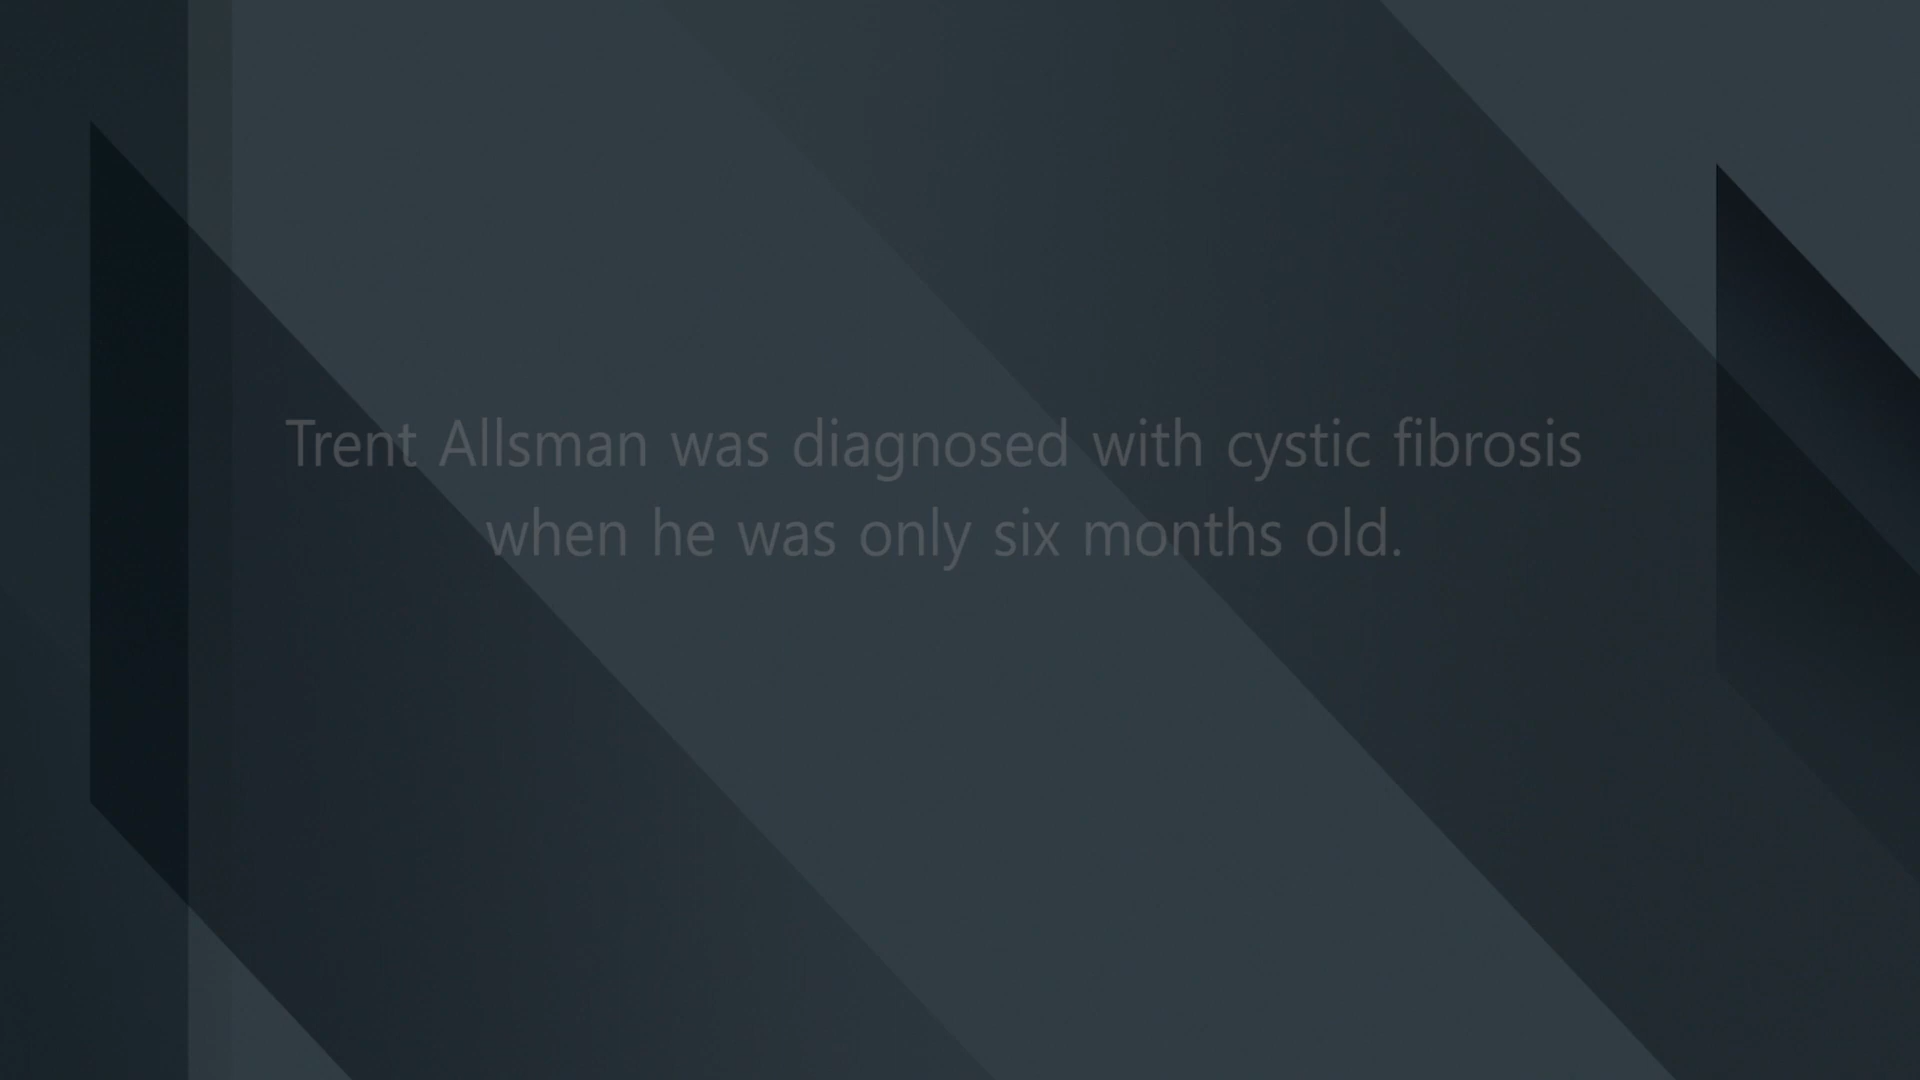 Trent Allsman was diagnosed with cystic fibrosis
when he was only six months old.